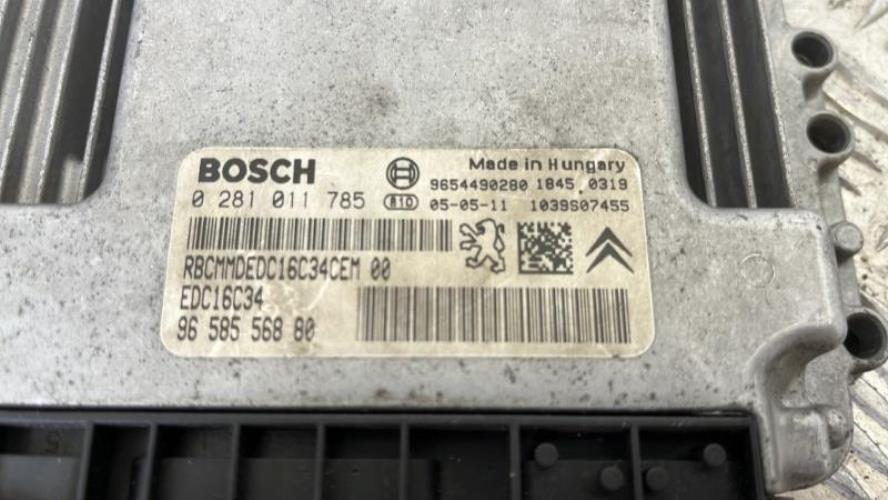 BOSCH
Made in Hungary
9654490280 1845 0319
0 281 011 785
810 05-05-11 1039S07455
RBCMMDEDC16C34CEM 00
EDC16C34
96 585 568 80